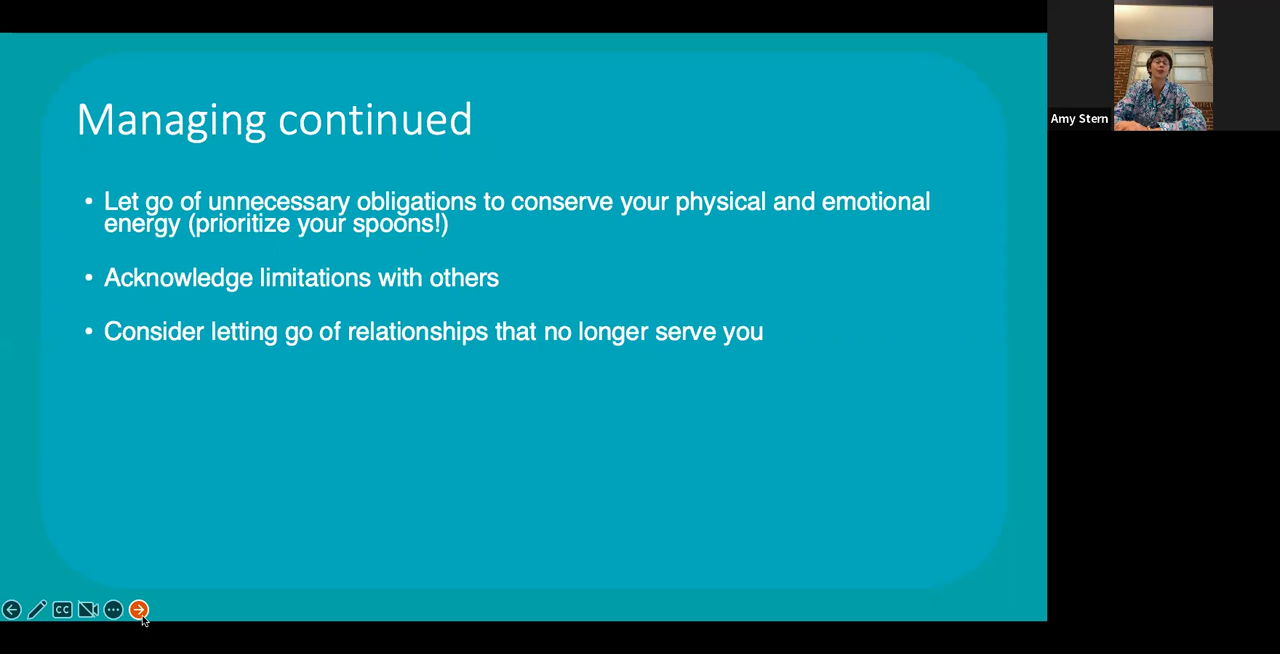 Managing continued
• Let go of unnecessary obligations to conserve your physical and emotional
energy (prioritize your spoons!)
• Acknowledge limitations with others
• Consider letting go of relationships that no longer serve you
Amy Stern
CC